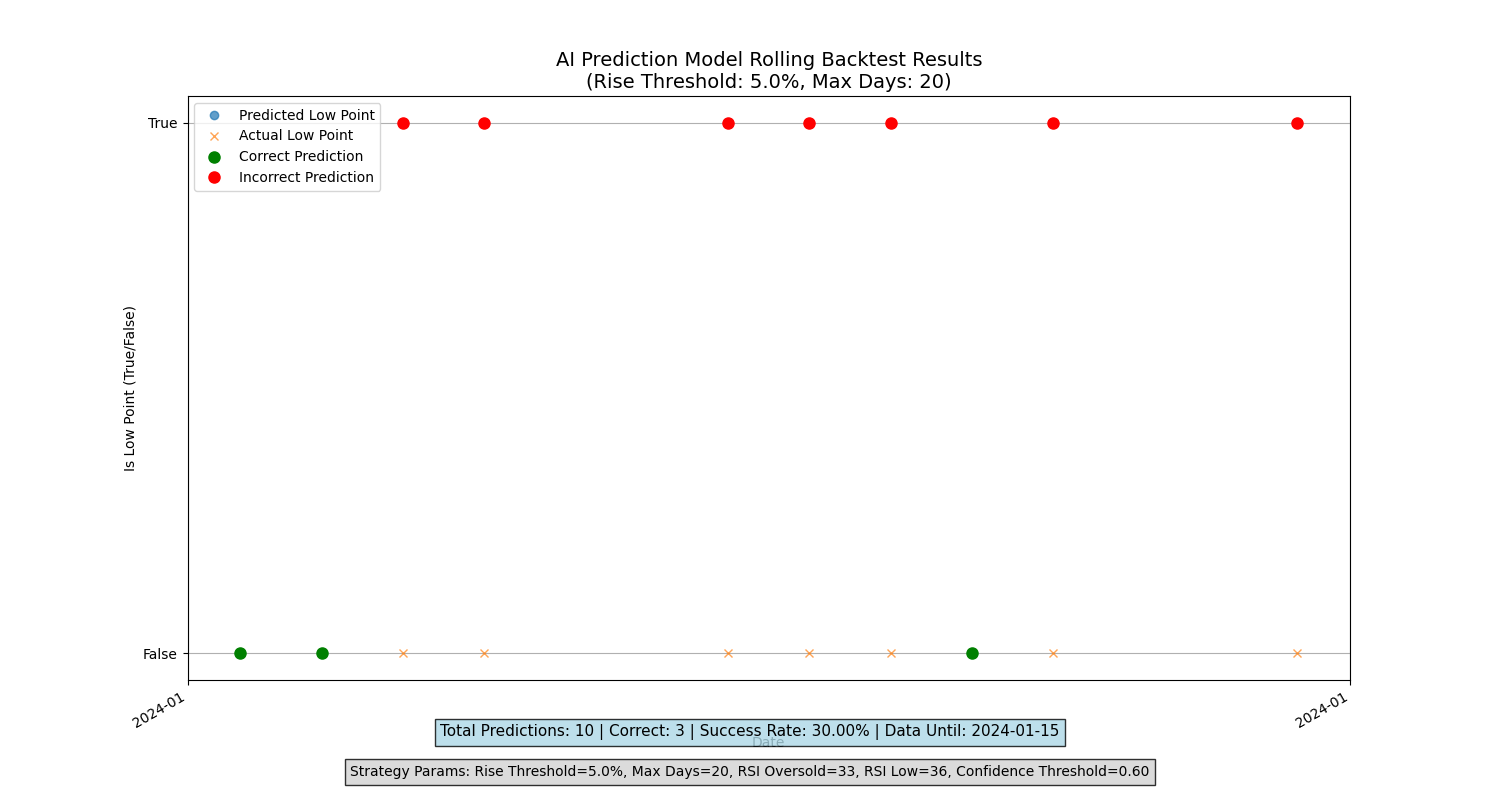 AI Prediction Model Rolling Backtest Results
(Rise Threshold: 5.0%, Max Days: 20)
Predicted Low Point
Actual Low Point
Correct Prediction
Incorrect Prediction
True
Is Low Point (True/False)
False
2024-01
2024-01
Total Predictions: 10 | Correct: 3 | Success Rate: 30.00% | Data Until: 2024-01-15
Date
Strategy Params: Rise Threshold=5.0%, Max Days=20, RSI Oversold=33, RSI Low=36, Confidence Threshold=0.60